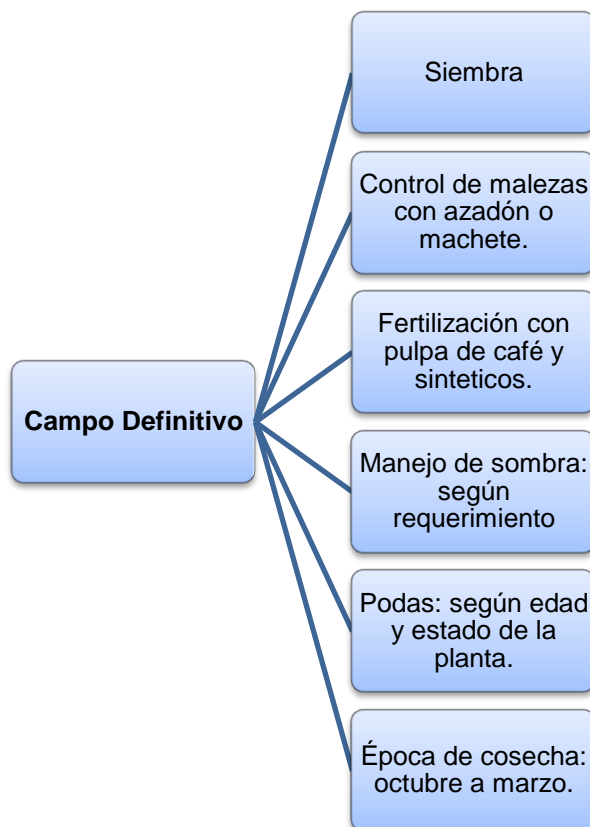 Siembra
Control de malezas
con azadón o
machete.
Fertilización con
pulpa de café y
sinteticos.
Campo Definitivo
Manejo de sombra:
según
requerimiento
Podas: según edad
y estado de la
planta.
Época de cosecha:
octubre a marzo.